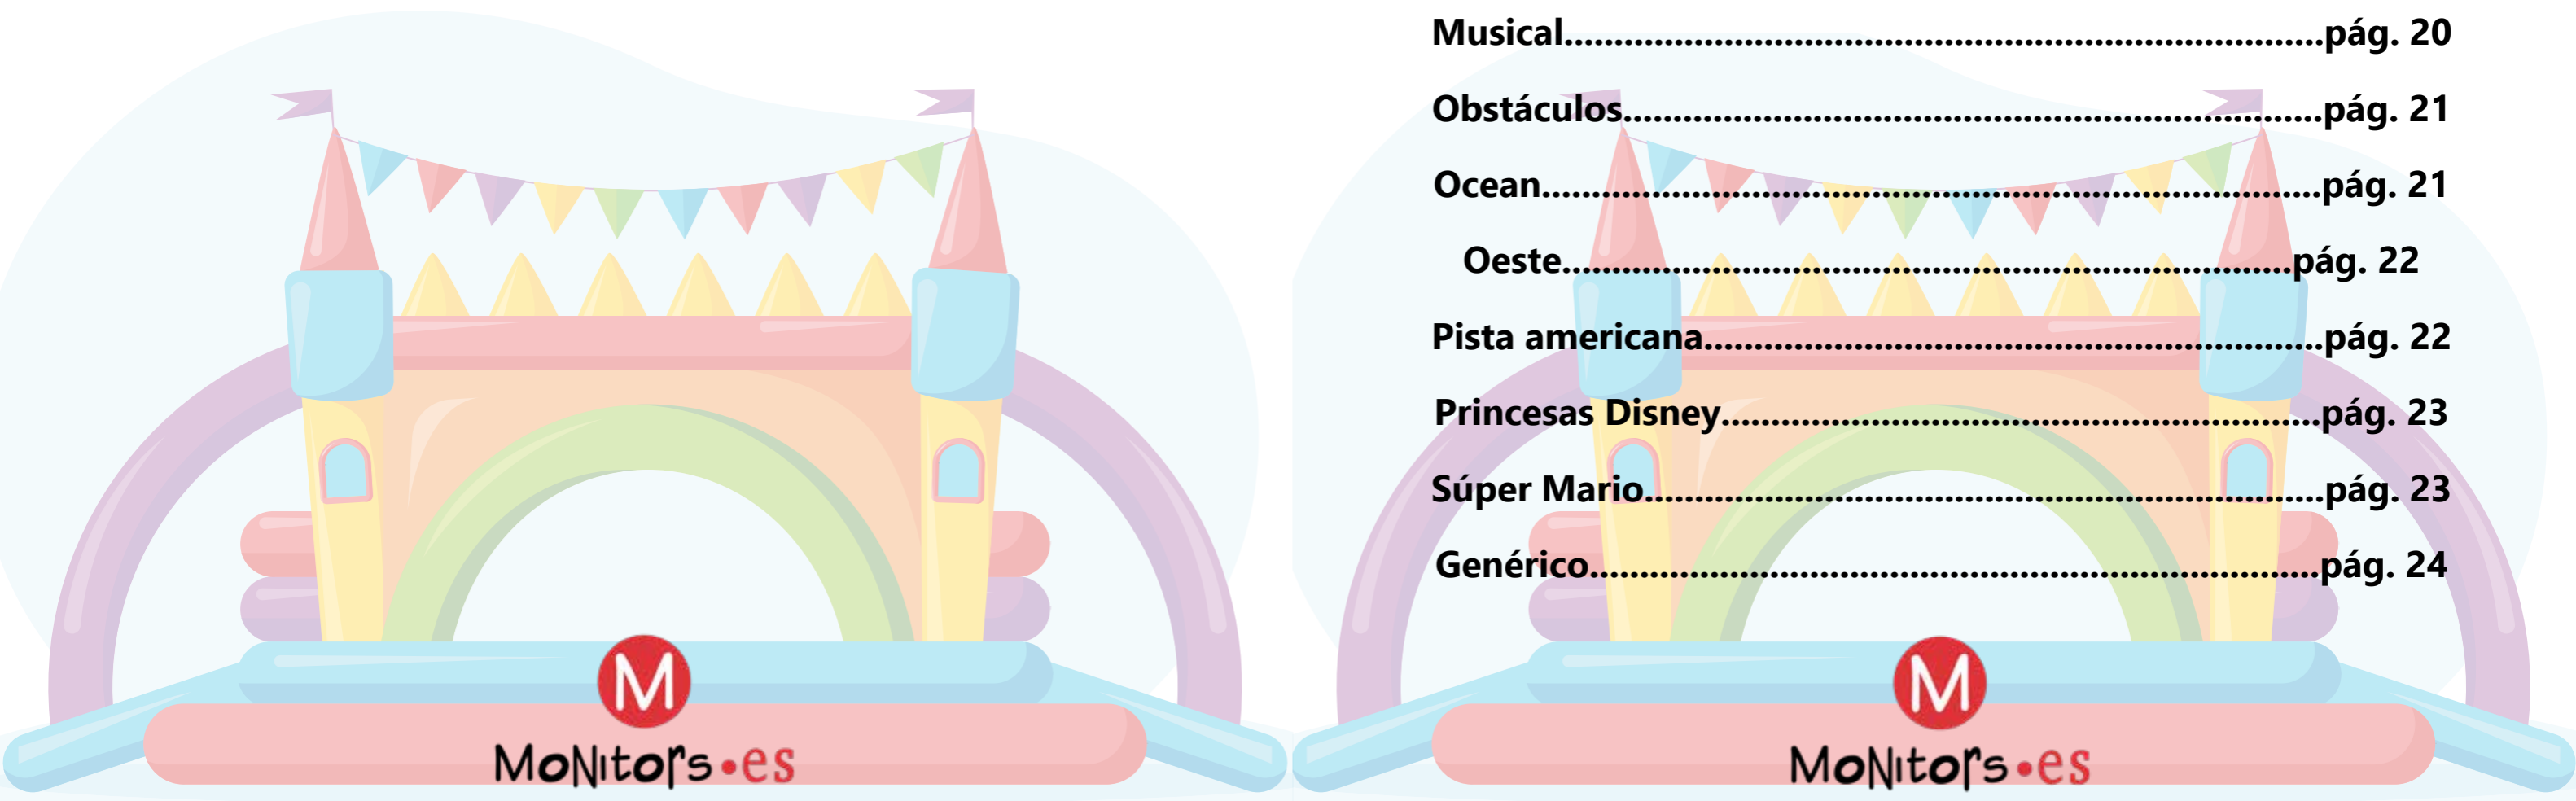 M
MoNitors•es
Musical...........................................................................pág. 20
Obstáculos.....................................................................pág. 21
Ocean.............................................................................pág. 21
Oeste........................................................................pág. 22
Pista americana.............................................................pág. 22
Princesas Disney...........................................................pág. 23
Súper Mario...................................................................pág. 23
Genérico........................................................................pág. 24
M
MoNitors•es